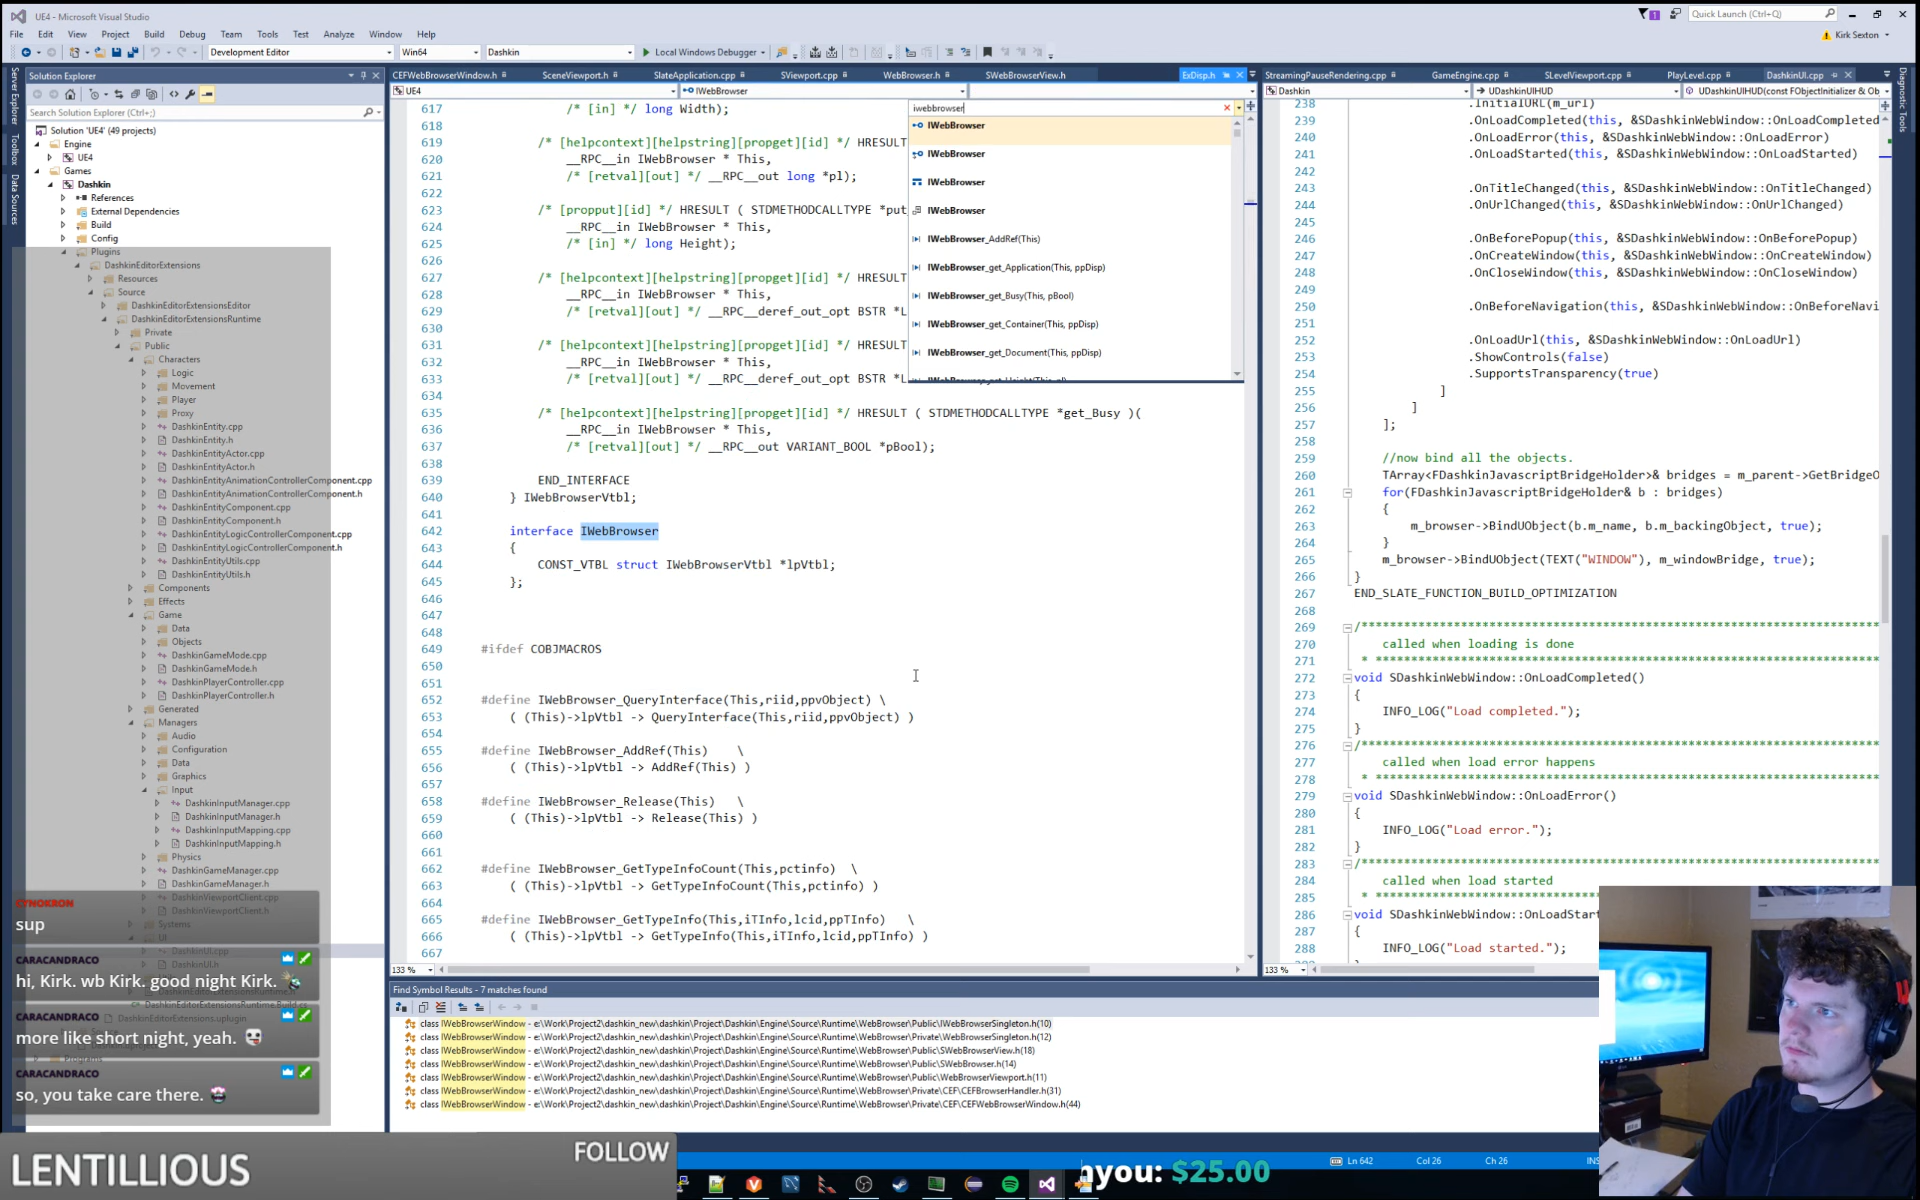 UE4 - Microsoft Visual Studio
Quick Launch (Ctrl+Q)
File Edit View Project Build Debug Team Tools Test Analyze Window Help
Kirk Sexton
Development Editor Win64 Dashkin Local Windows Debugger
Solution Explorer
Search Solution Explorer (Ctrl+;)
Solution 'UE4' (49 projects)
Engine
UE4
Games
Dashkin
References
External Dependencies
Build
Config
Plugins
DashkinEditorExtensions
Resources
Source
DashkinEditorExtensionsEditor
DashkinEditorExtensionsRuntime
Private
Public
Characters
Logic
Movement
Player
Proxy
DashkinEntity.cpp
DashkinEntity.h
DashkinEntityActor.cpp
DashkinEntityActor.h
DashkinEntityAnimationControllerComponent.cpp
DashkinEntityAnimationControllerComponent.h
DashkinEntityComponent.cpp
DashkinEntityComponent.h
DashkinEntityLogicControllerComponent.cpp
DashkinEntityLogicControllerComponent.h
DashkinEntityUtils.cpp
DashkinEntityUtils.h
Components
Effects
Game
Data
Objects
DashkinGameMode.cpp
DashkinGameMode.h
DashkinPlayerController.cpp
DashkinPlayerController.h
Generated
Managers
Audio
Configuration
Data
Graphics
Input
DashkinInputManager.cpp
DashkinInputManager.h
DashkinInputMapping.cpp
DashkinInputMapping.h
Physics
DashkinGameManager.cpp
DashkinGameManager.h
DashkinViewportClient.cpp
DashkinViewportClient.h
Systems
UI
DashkinUI.cpp
DashkinUI.h
Server Explorer
Toolbox
Data Sources
CYNOKRON
sup
CARACANDRACO
hi, Kirk. wb Kirk. good night Kirk.
CARACANDRACO
more like short night, yeah.
CARACANDRACO
so, you take care there.
LENTILLIOUS
FOLLOW
CEFWebBrowserWindow.h SceneViewport.h SlateApplication.cpp SViewport.cpp WebBrowser.h SWebBrowserView.h ExDisp.h
UE4 IWebBrowser
617 /* [in] */ long Width);
618
619 /* [helpcontext][helpstring][propget][id] */ HRESULT
620 __RPC__in IWebBrowser * This,
621 /* [retval][out] */ __RPC__out long *pl);
622
623 /* [propput][id] */ HRESULT ( STDMETHODCALLTYPE *put
624 __RPC__in IWebBrowser * This,
625 /* [in] */ long Height);
626
627 /* [helpcontext][helpstring][propget][id] */ HRESULT
628 __RPC__in IWebBrowser * This,
629 /* [retval][out] */ __RPC__deref_out_opt BSTR *L
630
631 /* [helpcontext][helpstring][propget][id] */ HRESULT
632 __RPC__in IWebBrowser * This,
633 /* [retval][out] */ __RPC__deref_out_opt BSTR *L
634
635 /* [helpcontext][helpstring][propget][id] */ HRESULT ( STDMETHODCALLTYPE *get_Busy )(
636 __RPC__in IWebBrowser * This,
637 /* [retval][out] */ __RPC__out VARIANT_BOOL *pBool);
638
639 END_INTERFACE
640 } IWebBrowserVtbl;
641
642 interface IWebBrowser
643 {
644 CONST_VTBL struct IWebBrowserVtbl *lpVtbl;
645 };
646
647
648
649 #ifdef COBJMACROS
650
651
652 #define IWebBrowser_QueryInterface(This,riid,ppvObject) \
653 ( (This)->lpVtbl -> QueryInterface(This,riid,ppvObject) )
654
655 #define IWebBrowser_AddRef(This) \
656 ( (This)->lpVtbl -> AddRef(This) )
657
658 #define IWebBrowser_Release(This) \
659 ( (This)->lpVtbl -> Release(This) )
660
661
662 #define IWebBrowser_GetTypeInfoCount(This,pctinfo) \
663 ( (This)->lpVtbl -> GetTypeInfoCount(This,pctinfo) )
664
665 #define IWebBrowser_GetTypeInfo(This,iTInfo,lcid,ppTInfo) \
666 ( (This)->lpVtbl -> GetTypeInfo(This,iTInfo,lcid,ppTInfo) )
667
133 %
iwebbrowser
IWebBrowser
IWebBrowser
IWebBrowser
IWebBrowser
IWebBrowser_AddRef(This)
IWebBrowser_get_Application(This, ppDisp)
IWebBrowser_get_Busy(This, pBool)
IWebBrowser_get_Container(This, ppDisp)
IWebBrowser_get_Document(This, ppDisp)
StreamingPauseRendering.cpp GameEngine.cpp SLevelViewport.cpp PlayLevel.cpp DashkinUI.cpp
Dashkin UDashkinUIHUD UDashkinUIHUD(const FObjectInitializer & Ob
238 .InitialURL(m_url)
239 .OnLoadCompleted(this, &SDashkinWebWindow::OnLoadCompleted
240 .OnLoadError(this, &SDashkinWebWindow::OnLoadError)
241 .OnLoadStarted(this, &SDashkinWebWindow::OnLoadStarted)
242
243 .OnTitleChanged(this, &SDashkinWebWindow::OnTitleChanged)
244 .OnUrlChanged(this, &SDashkinWebWindow::OnUrlChanged)
245
246 .OnBeforePopup(this, &SDashkinWebWindow::OnBeforePopup)
247 .OnCreateWindow(this, &SDashkinWebWindow::OnCreateWindow)
248 .OnCloseWindow(this, &SDashkinWebWindow::OnCloseWindow)
249
250 .OnBeforeNavigation(this, &SDashkinWebWindow::OnBeforeNavi
251
252 .OnLoadUrl(this, &SDashkinWebWindow::OnLoadUrl)
253 .ShowControls(false)
254 .SupportsTransparency(true)
255 ]
256 ]
257 ];
258
259 //now bind all the objects.
260 TArray<FDashkinJavascriptBridgeHolder>& bridges = m_parent->GetBridgeO
261 for(FDashkinJavascriptBridgeHolder& b : bridges)
262 {
263 m_browser->BindUObject(b.m_name, b.m_backingObject, true);
264 }
265 m_browser->BindUObject(TEXT("WINDOW"), m_windowBridge, true);
266 }
267 END_SLATE_FUNCTION_BUILD_OPTIMIZATION
268
269
270 called when loading is done
271
272 void SDashkinWebWindow::OnLoadCompleted()
273 {
274 INFO_LOG("Load completed.");
275 }
276
277 called when load error happens
278
279 void SDashkinWebWindow::OnLoadError()
280 {
281 INFO_LOG("Load error.");
282 }
283
284 called when load started
285
286 void SDashkinWebWindow::OnLoadStart
287 {
288 INFO_LOG("Load started.");
133 %
Diagnostic Tools
Find Symbol Results - 7 matches found
class IWebBrowserWindow - e:\Work\Project2\dashkin_new\dashkin\Project\Dashkin\Engine\Source\Runtime\WebBrowser\Public\IWebBrowserSingleton.h(10)
class IWebBrowserWindow - e:\Work\Project2\dashkin_new\dashkin\Project\Dashkin\Engine\Source\Runtime\WebBrowser\Private\WebBrowserSingleton.h(12)
class IWebBrowserWindow - e:\Work\Project2\dashkin_new\dashkin\Project\Dashkin\Engine\Source\Runtime\WebBrowser\Public\SWebBrowserView.h(18)
class IWebBrowserWindow - e:\Work\Project2\dashkin_new\dashkin\Project\Dashkin\Engine\Source\Runtime\WebBrowser\Public\SWebBrowser.h(14)
class IWebBrowserWindow - e:\Work\Project2\dashkin_new\dashkin\Project\Dashkin\Engine\Source\Runtime\WebBrowser\Public\WebBrowserViewport.h(11)
class IWebBrowserWindow - e:\Work\Project2\dashkin_new\dashkin\Project\Dashkin\Engine\Source\Runtime\WebBrowser\Private\CEF\CEFBrowserHandler.h(31)
class IWebBrowserWindow - e:\Work\Project2\dashkin_new\dashkin\Project\Dashkin\Engine\Source\Runtime\WebBrowser\Private\CEF\CEFWebBrowserWindow.h(44)
Ln 642 Col 26 Ch 26 INS
nyou: $25.00